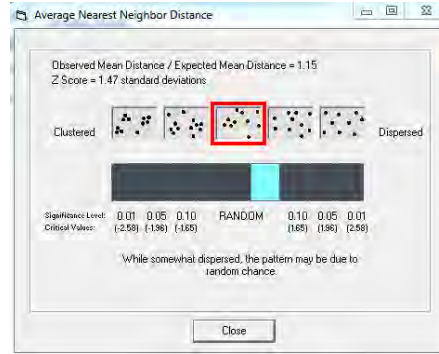 Average Nearest Neighbor Distance
Observed Mean Distance / Expected Mean Distance = 1.15
Z Score = 1.47 standard deviations
Clustered Dispersed
Significance Level: 0.01 0.05 0.10 RANDOM 0.10 0.05 0.01
Critical Values: (-2.58) (-1.96) (-1.65) (1.65) (1.96) (2.58)
While somewhat dispersed, the pattern may be due to
random chance.
Close